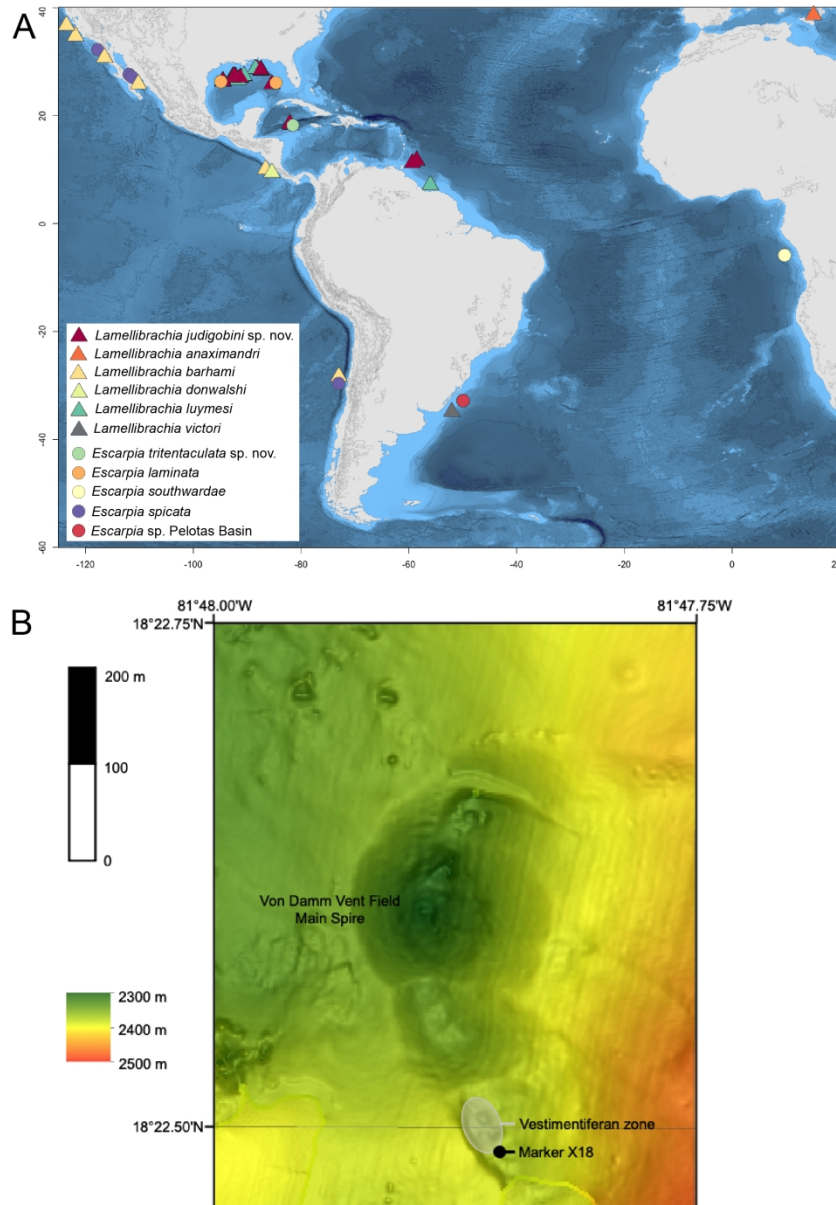 A
40
20
0
-20
-40
-60
Lamellibrachia judigobini sp. nov.
Lamellibrachia anaximandri
Lamellibrachia barhami
Lamellibrachia donwalshi
Lamellibrachia luymesi
Lamellibrachia victori
Escarpia tritentaculata sp. nov.
Escarpia laminata
Escarpia southwardae
Escarpia spicata
Escarpia sp. Pelotas Basin
-120 -100 -80 -60 -40 -20 0 2
B
81°48.00'W 81°47.75'W
18°22.75'N
200 m
100
0
Von Damm Vent Field
Main Spire
2300 m
2400 m
2500 m
Vestimentiferan zone
18°22.50'N
Marker X18